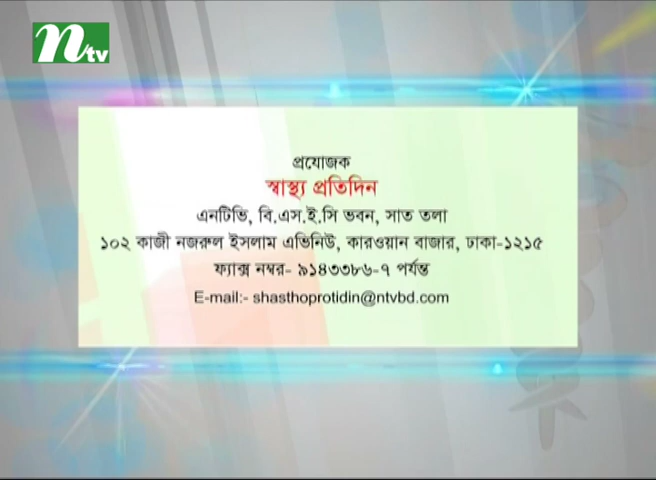 ntv
প্রযোজক
স্বাস্থ্য প্রতিদিন
এনটিভি, বি.এস.ই.সি ভবন, সাত তলা
১০২ কাজী নজরুল ইসলাম এভিনিউ, কারওয়ান বাজার, ঢাকা-১২১৫
ফ্যাক্স নম্বর- ৯১৪৩৩৮৬-৭ পর্যন্ত
E-mail:- shasthoprotidin@ntvbd.com